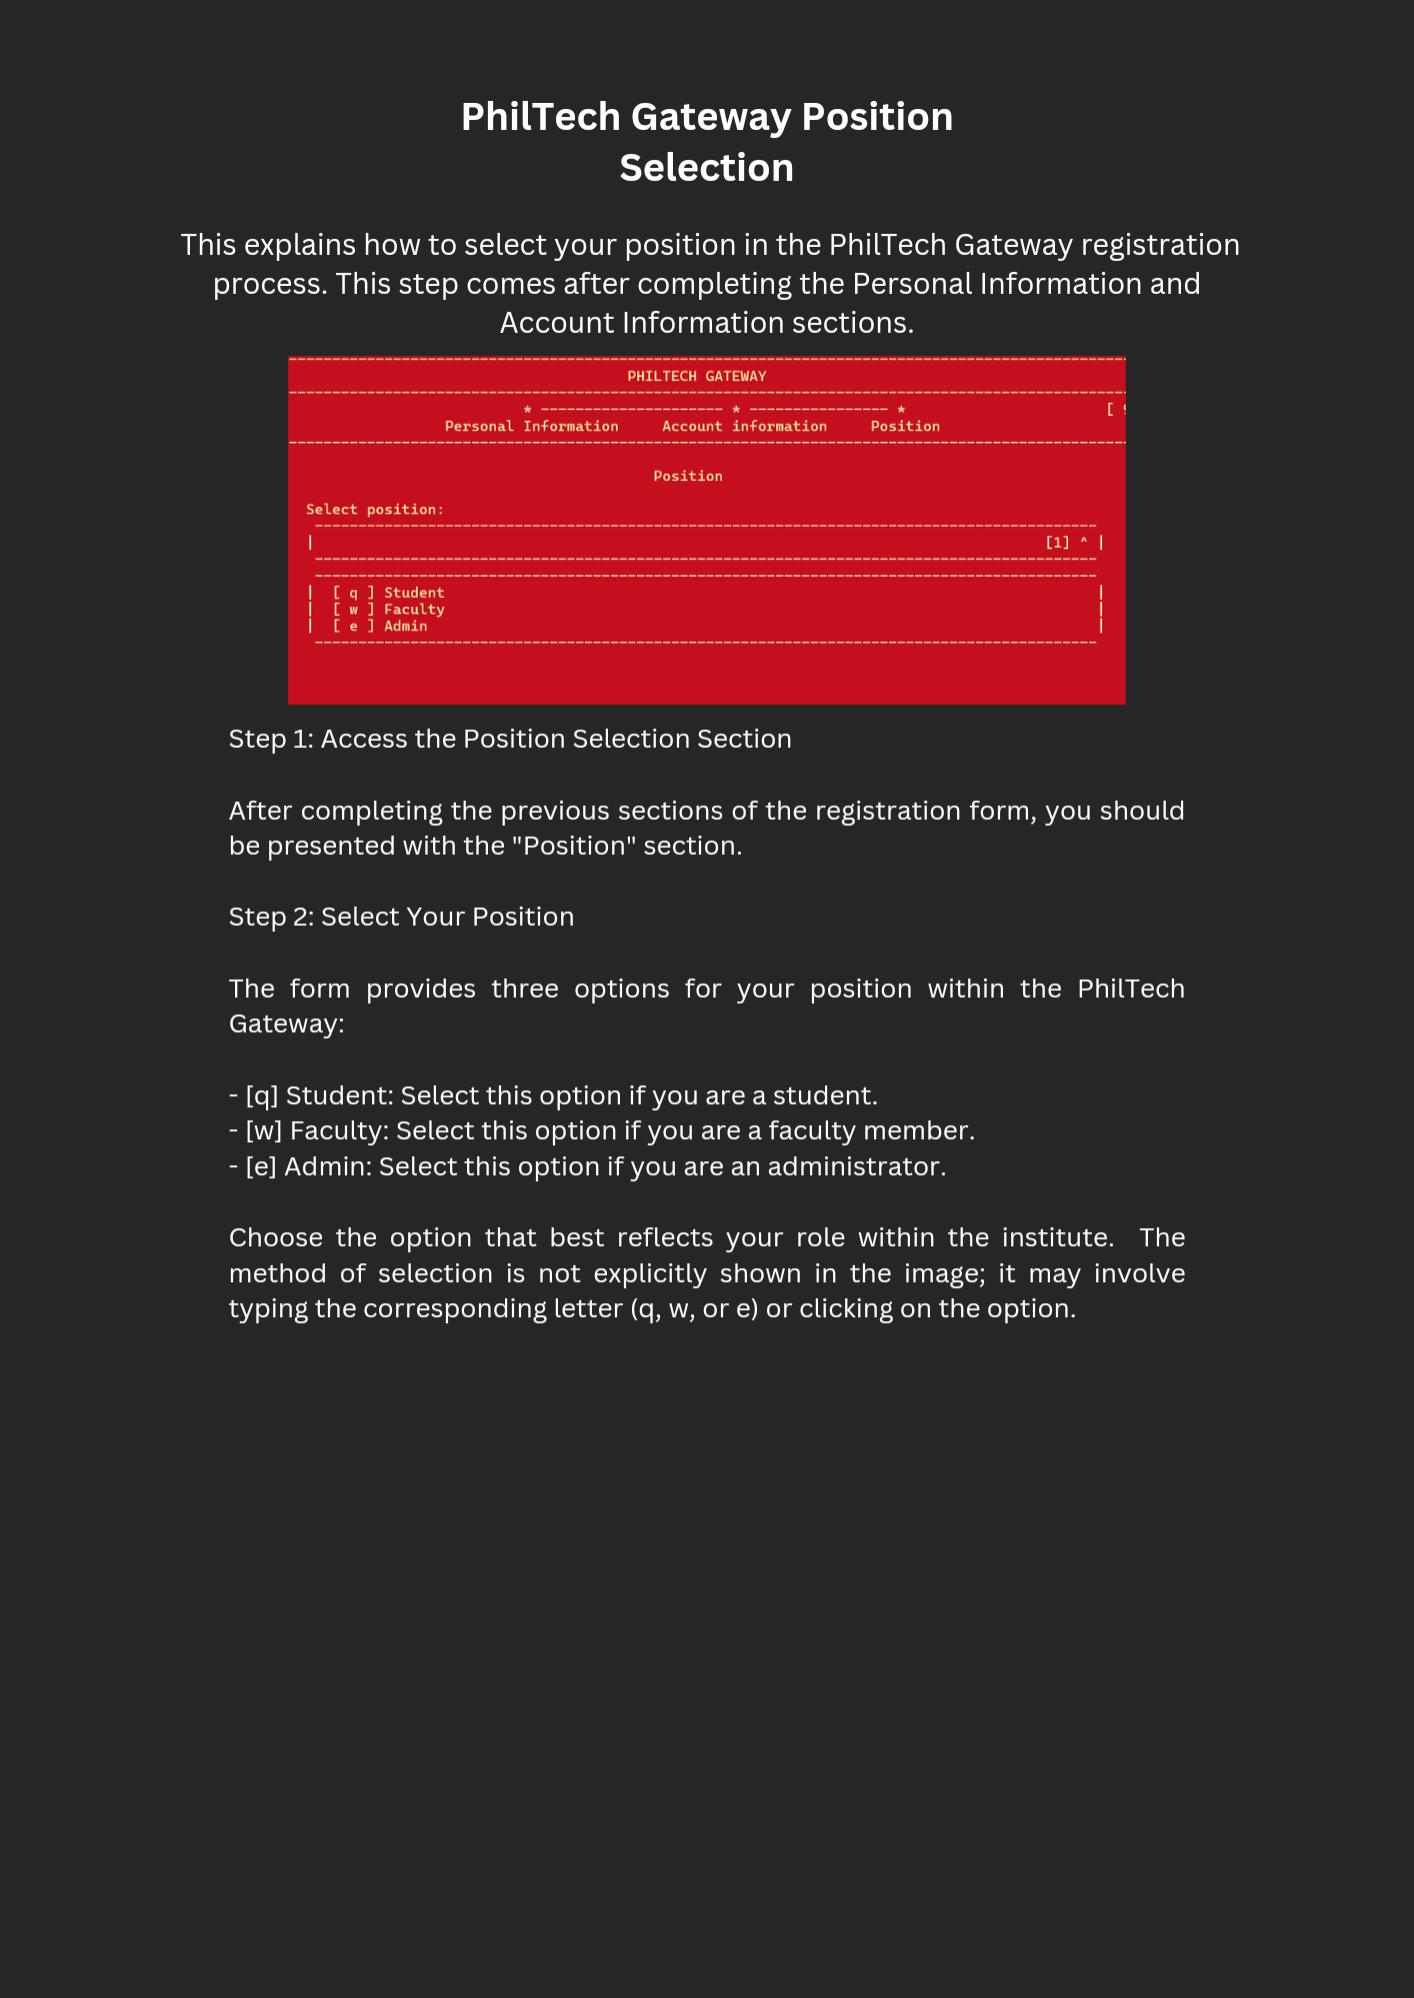 PhilTech Gateway Position
Selection
This explains how to select your position in the PhilTech Gateway registration
process. This step comes after completing the Personal Information and
Account Information sections.
PHILTECH GATEWAY
* --------------------- * ---------------- * [
Personal Information Account information Position
Position
Select position:
| [1] ^ |
| [ q ] Student |
| [ w ] Faculty |
| [ e ] Admin |
Step 1: Access the Position Selection Section
After completing the previous sections of the registration form, you should
be presented with the "Position" section.
Step 2: Select Your Position
The form provides three options for your position within the PhilTech
Gateway:
- [q] Student: Select this option if you are a student.
- [w] Faculty: Select this option if you are a faculty member.
- [e] Admin: Select this option if you are an administrator.
Choose the option that best reflects your role within the institute. The
method of selection is not explicitly shown in the image; it may involve
typing the corresponding letter (q, w, or e) or clicking on the option.